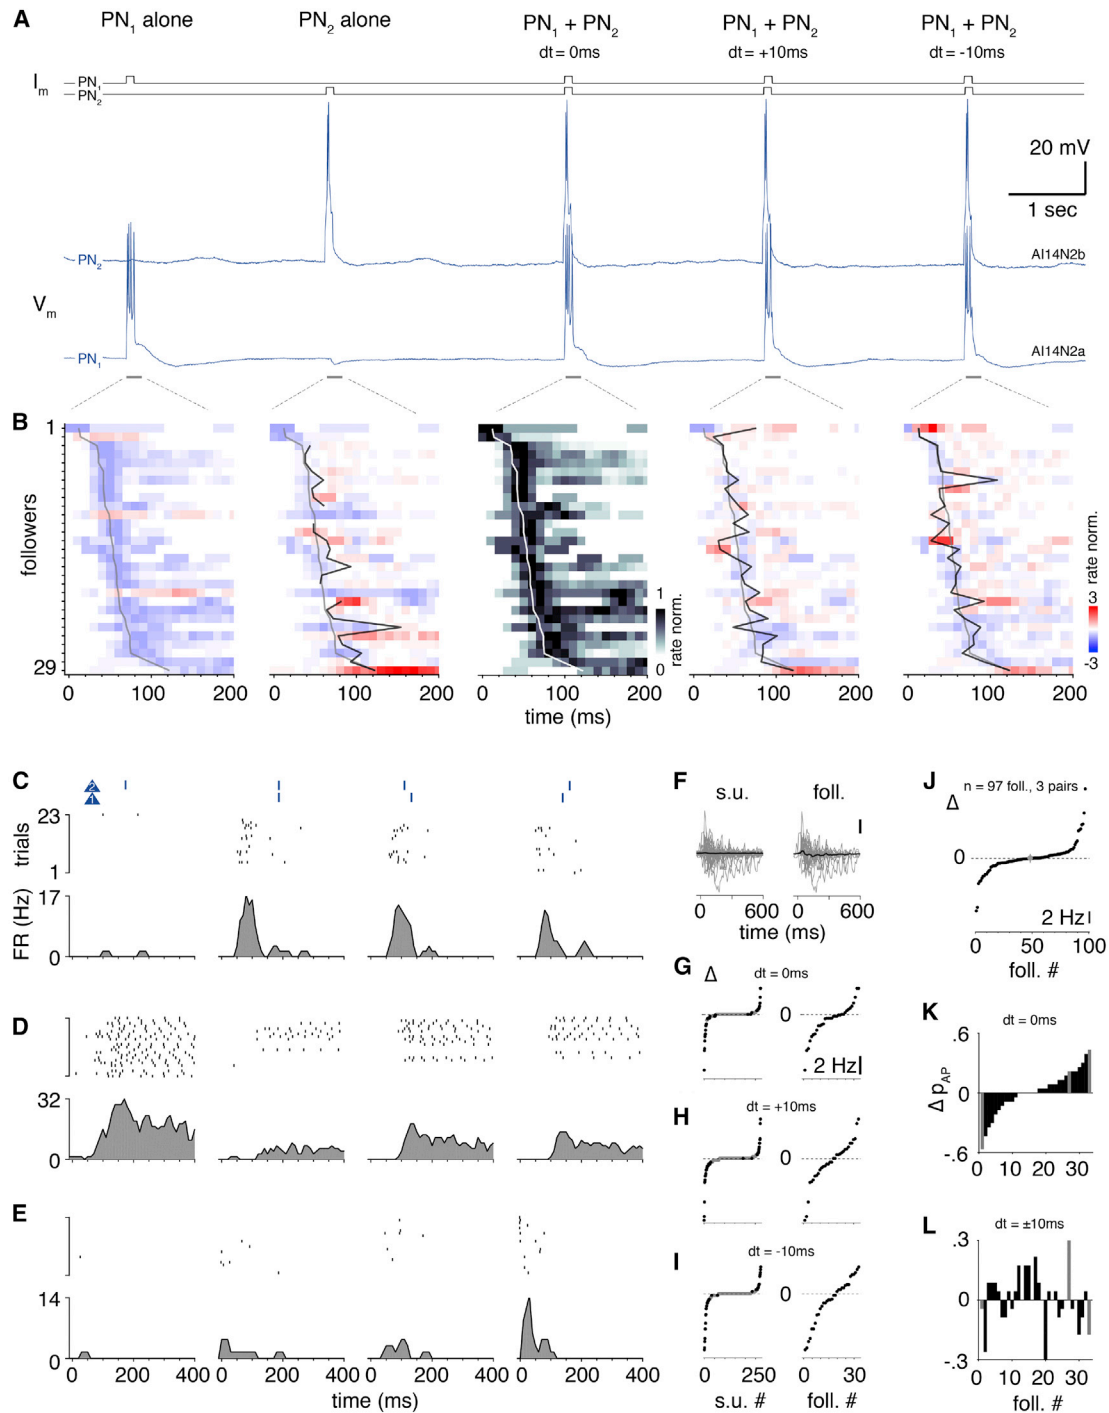 A
PN1 alone
PN2 alone
PN1 + PN2
dt = 0ms
PN1 + PN2
dt = +10ms
PN1 + PN2
dt = -10ms
Im
PN1
PN2
20 mV
1 sec
PN2
AI14N2b
Vm
PN1
AI14N2a
B
1
followers
29
1
0
rate norm.
3
-3
rate norm.
0 100 200
0 100 200
0 100 200
0 100 200
0 100 200
time (ms)
C
2
1
23
trials
1
17
FR (Hz)
0
D
32
0
E
14
0
0 200 400
0 200 400
0 200 400
0 200 400
time (ms)
F
s.u.
foll.
0 600
0 600
time (ms)
G
Δ
dt = 0ms
0
2 Hz
H
dt = +10ms
0
I
dt = -10ms
0
0 250
0 30
s.u. #
foll. #
J
n = 97 foll., 3 pairs
Δ
0
2 Hz
0 50 100
foll. #
K
dt = 0ms
.6
Δ pAP
0
-.6
0 10 20 30
L
dt = ±10ms
.3
0
-.3
0 10 20 30
foll. #